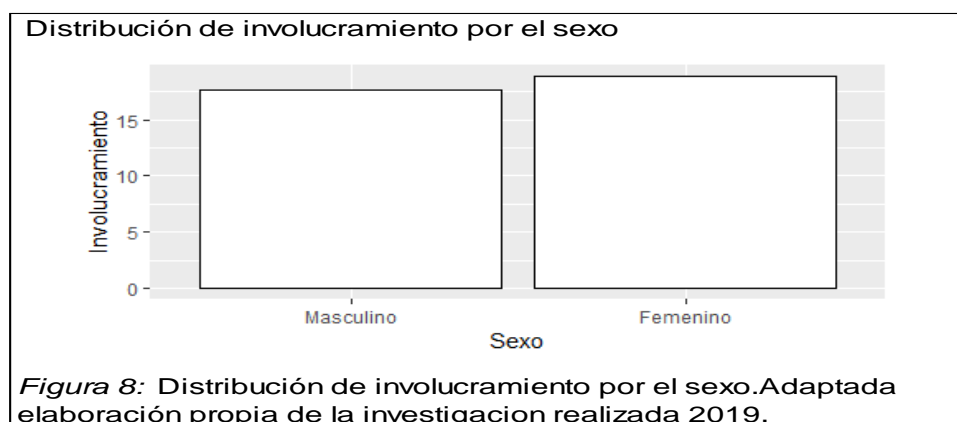 Distribución de involucramiento por el sexo
Involucramiento
15
10
5
0
Masculino Femenino
Sexo
Figura 8: Distribución de involucramiento por el sexo.Adaptada
elaboración propia de la investigacion realizada 2019.